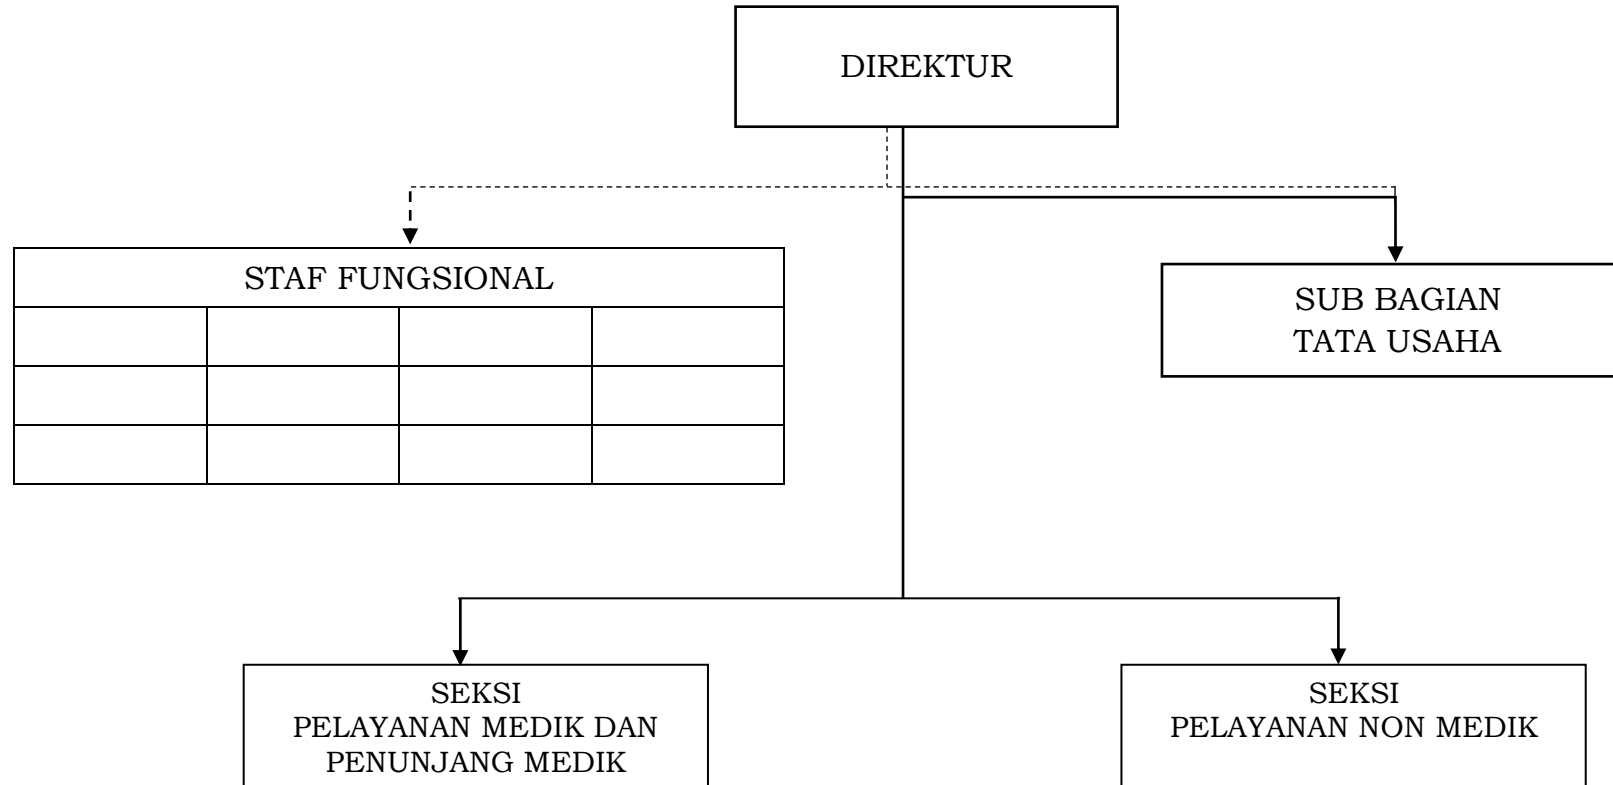 DIREKTUR
STAF FUNGSIONAL
SUB BAGIAN
TATA USAHA
SEKSI
PELAYANAN MEDIK DAN
PENUNJANG MEDIK
SEKSI
PELAYANAN NON MEDIK